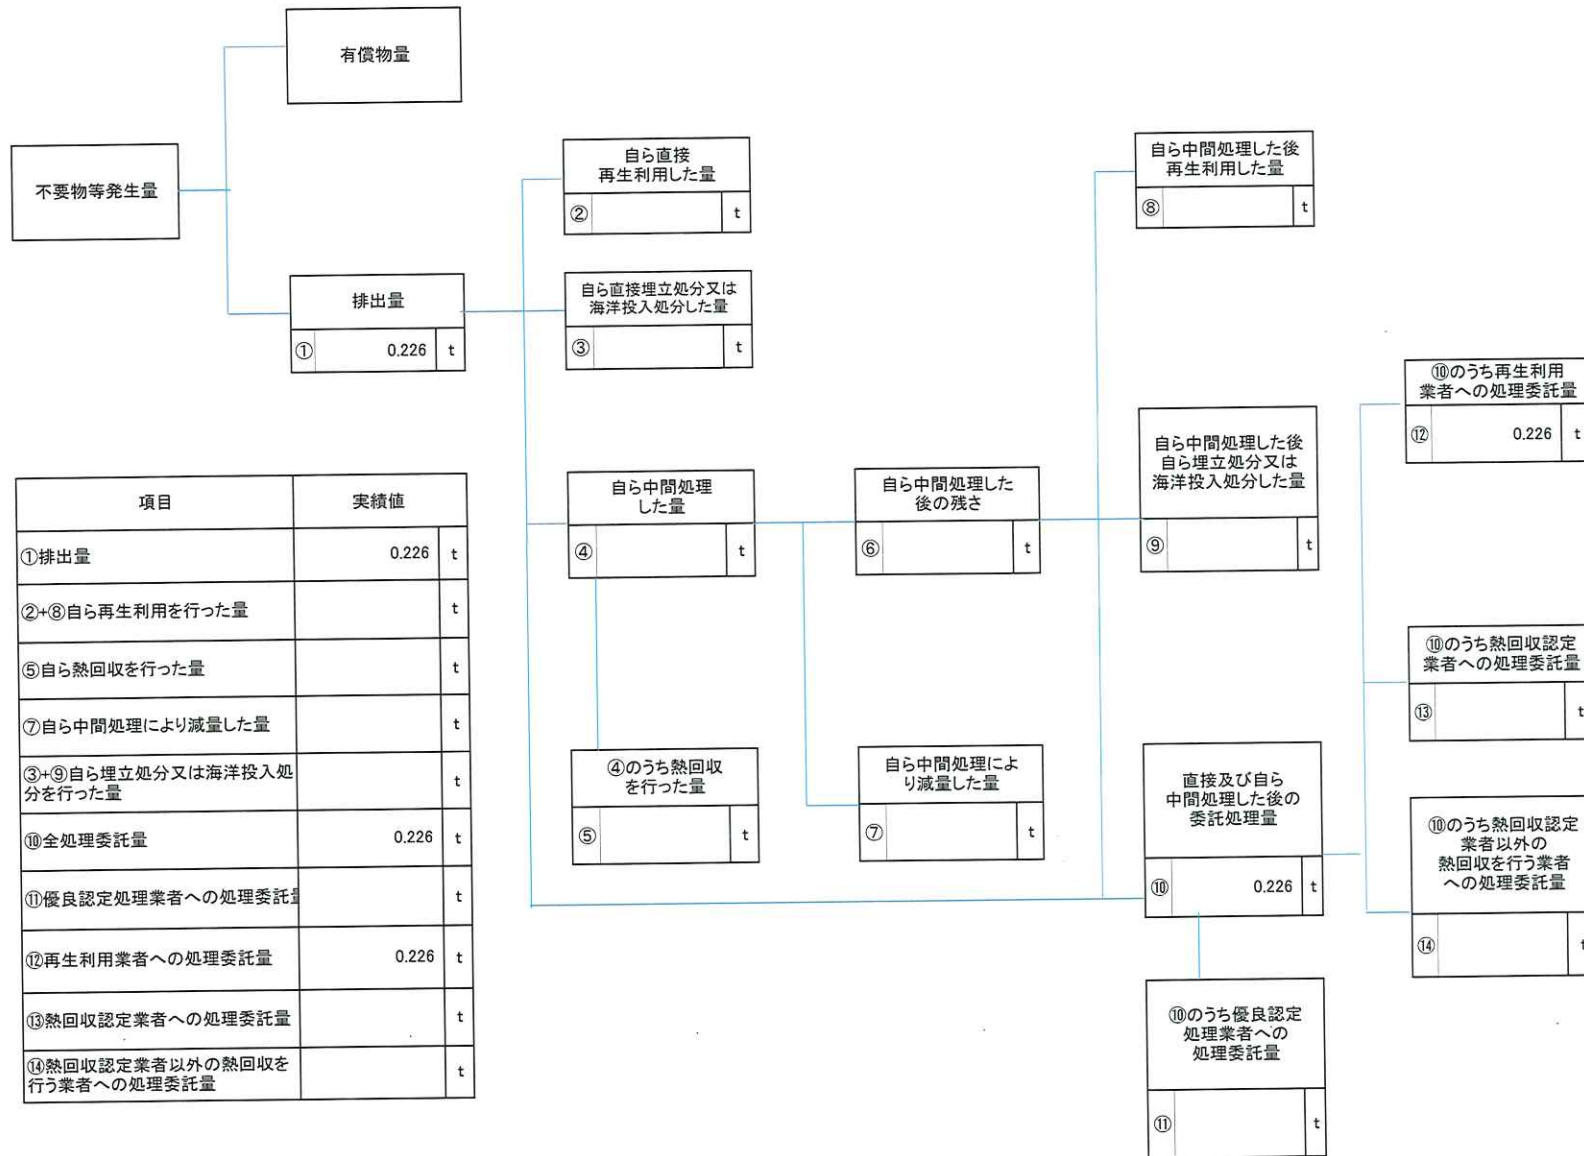 有償物量
不要物等発生量
排出量
① 0.226 t
自ら直接
再生利用した量
② t
自ら直接埋立処分又は
海洋投入処分した量
③ t
自ら中間処理
した量
④ t
④のうち熱回収
を行った量
⑤ t
自ら中間処理した
後の残さ
⑥ t
自ら中間処理によ
り減量した量
⑦ t
自ら中間処理した後
再生利用した量
⑧ t
自ら中間処理した後
自ら埋立処分又は
海洋投入処分した量
⑨ t
直接及び自ら
中間処理した後の
委託処理量
⑩ 0.226 t
⑩のうち優良認定
処理業者への
処理委託量
⑪ t
⑩のうち再生利用
業者への処理委託量
⑫ 0.226 t
⑩のうち熱回収認定
業者への処理委託量
⑬ t
⑩のうち熱回収認定
業者以外の
熱回収を行う業者
への処理委託量
⑭ t
項目 実績値
①排出量 0.226 t
②+⑧自ら再生利用を行った量 t
⑤自ら熱回収を行った量 t
⑦自ら中間処理により減量した量 t
③+⑨自ら埋立処分又は海洋投入処
分を行った量 t
⑩全処理委託量 0.226 t
⑪優良認定処理業者への処理委託量 t
⑫再生利用業者への処理委託量 0.226 t
⑬熱回収認定業者への処理委託量 t
⑭熱回収認定業者以外の熱回収を
行う業者への処理委託量 t